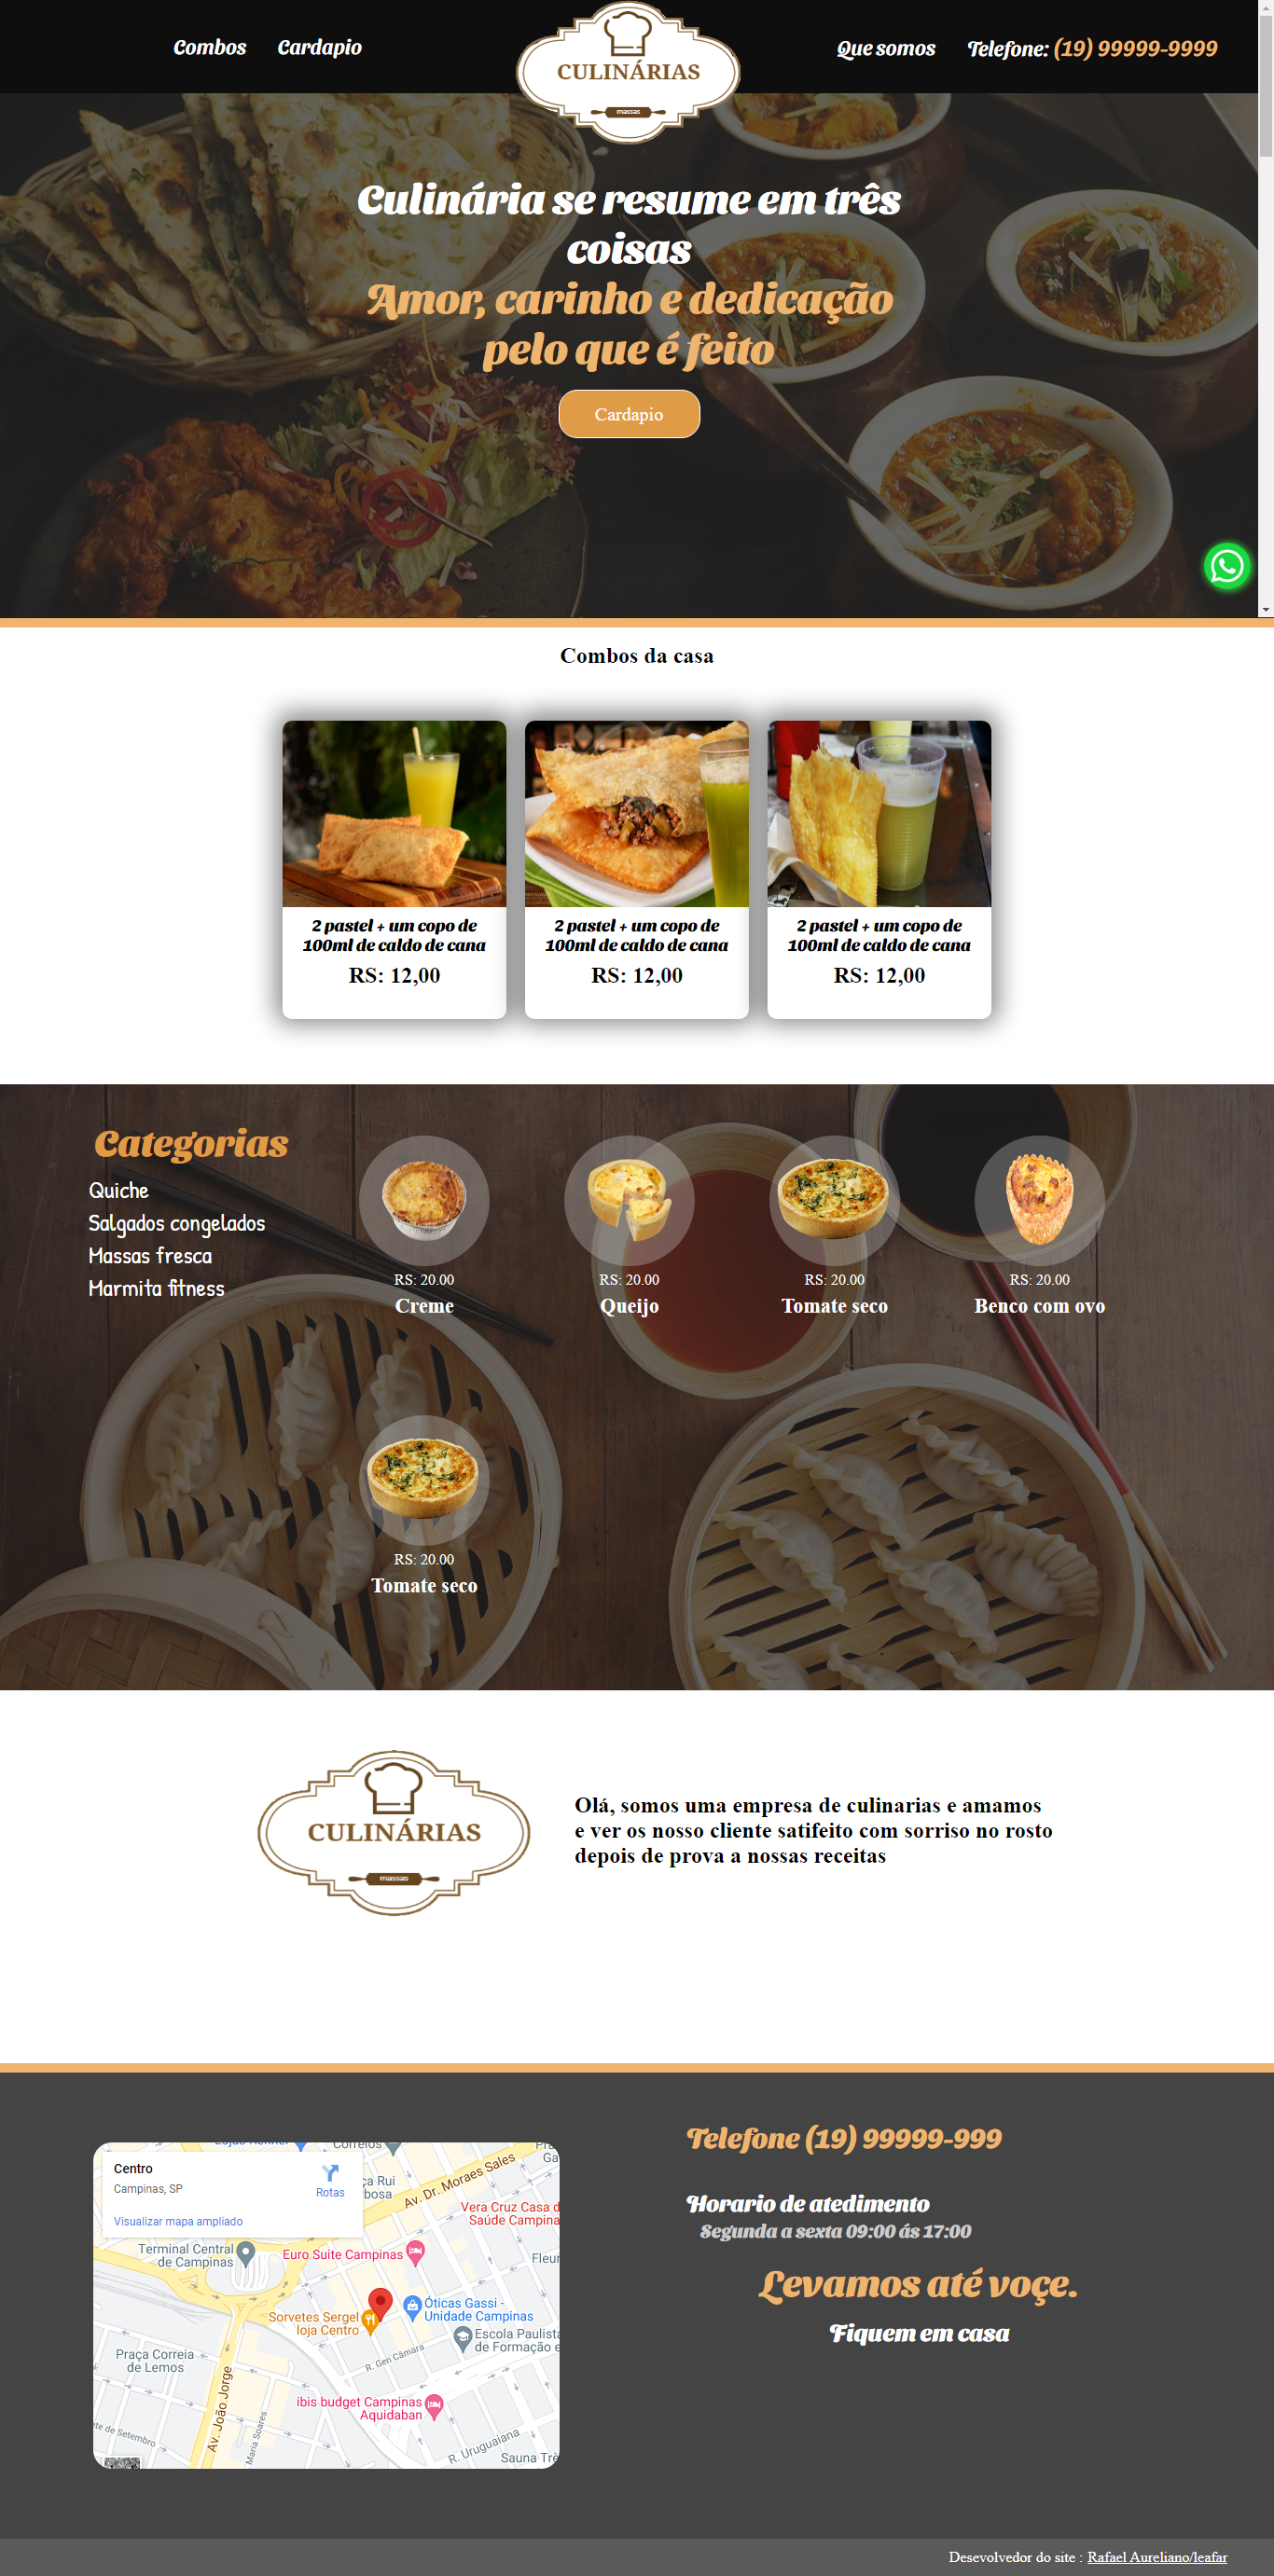 Combos
Cardapio
CULINÁRIAS
massas
Que somos
Telefone: (19) 99999-9999
Culinária se resume em três
coisas
Amor, carinho e dedicação
pelo que é feito
Cardapio
Combos da casa
2 pastel + um copo de
100ml de caldo de cana
RS: 12,00
2 pastel + um copo de
100ml de caldo de cana
RS: 12,00
2 pastel + um copo de
100ml de caldo de cana
RS: 12,00
Categorias
Quiche
Salgados congelados
Massas fresca
Marmita fitness
RS: 20.00
Creme
RS: 20.00
Queijo
RS: 20.00
Tomate seco
RS: 20.00
Benco com ovo
RS: 20.00
Tomate seco
CULINÁRIAS
massas
Olá, somos uma empresa de culinarias e amamos
e ver os nosso cliente satifeito com sorriso no rosto
depois de prova a nossas receitas
Centro
Campinas, SP
Rotas
Visualizar mapa ampliado
Correios
Av. Dr. Moraes Sales
Vera Cruz Casa d
Saúde Campina
Terminal Central
de Campinas
Euro Suite Campinas
Fleur
Óticas Gassi -
Unidade Campinas
Sorvetes Sergel
loja Centro
Escola Paulista
de Formação e
R. Gen Câmara
Praça Correia
de Lemos
Av. João Jorge
ibis budget Campinas
Aquidaban
Maria Soares
nte de Setembro
R. Uruguaiana
Sauna Trê
Telefone (19) 99999-999
Horario de atedimento
Segunda a sexta 09:00 ás 17:00
Levamos até voçe.
Fiquem em casa
Desevolvedor do site : Rafael Aureliano/leafar